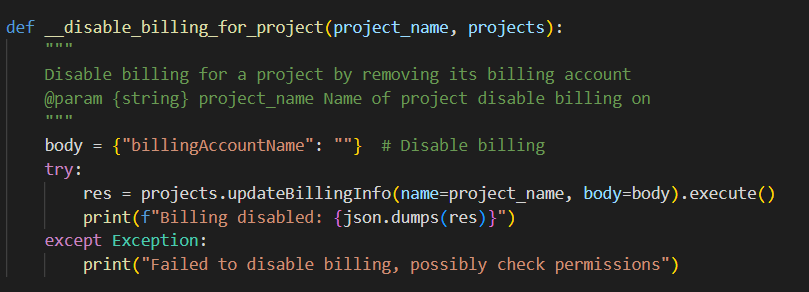 def __disable_billing_for_project(project_name, projects):
    """
    Disable billing for a project by removing its billing account
    @param {string} project_name Name of project disable billing on
    """
    body = {"billingAccountName": ""}  # Disable billing
    try:
        res = projects.updateBillingInfo(name=project_name, body=body).execute()
        print(f"Billing disabled: {json.dumps(res)}")
    except Exception:
        print("Failed to disable billing, possibly check permissions")